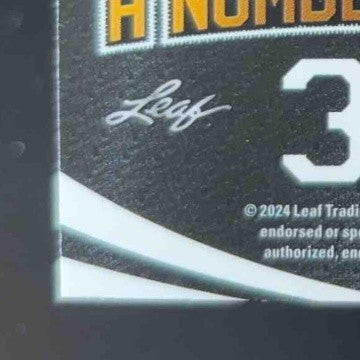 H NUMBE
Leaf
3
© 2024 Leaf Tradi
endorsed or spo
authorized, en